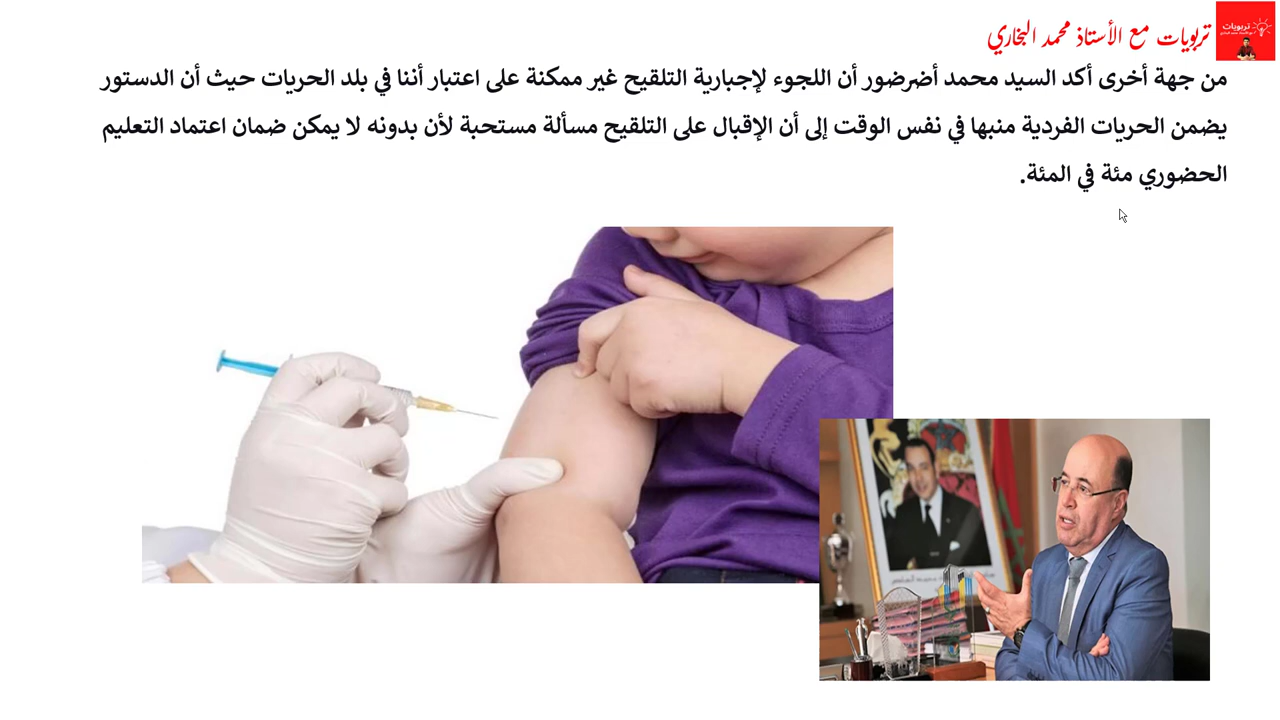 تربويات مع الأستاذ محمد البخاري
تربويات
من جهة أخرى أكد السيد محمد أضرضور أن اللجوء لإجبارية التلقيح غير ممكنة على اعتبار أننا في بلد الحريات حيث أن الدستور
يضمن الحريات الفردية منبها في نفس الوقت إلى أن الإقبال على التلقيح مسألة مستحبة لأن بدونه لا يمكن ضمان اعتماد التعليم
الحضوري مئة في المئة.